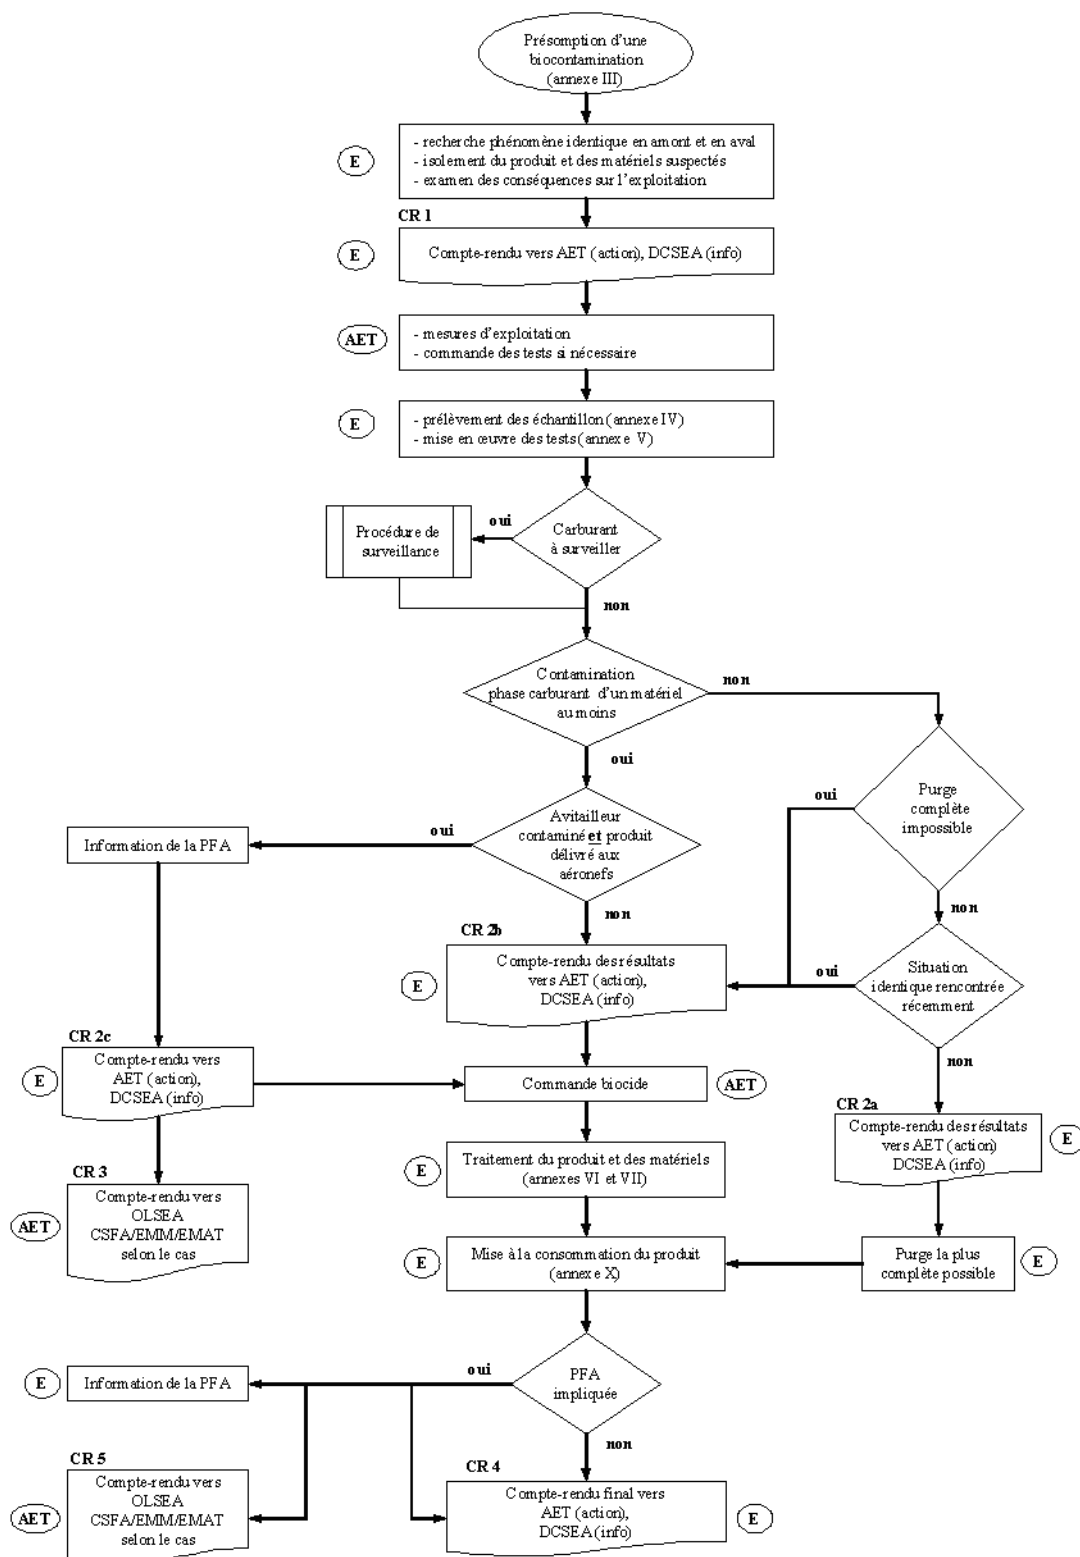 Présomption d'une
biocontamination
(annexe III)
E
- recherche phénomène identique en amont et en aval
- isolement du produit et des matériels suspectés
- examen des conséquences sur l'exploitation
CR 1
E
Compte-rendu vers AET (action), DCSEA (info)
AET
- mesures d'exploitation
- commande des tests si nécessaire
E
- prélèvement des échantillon (annexe IV)
- mise en œuvre des tests (annexe V)
Procédure de
surveillance
oui
Carburant
à surveiller
non
Contamination
phase carburant d'un matériel
au moins
non
oui
Purge
complète
impossible
oui
non
Information de la PFA
oui
Avitailleur
contaminé et produit
délivré aux
aéronefs
non
CR 2b
E
Compte-rendu des résultats
vers AET (action),
DCSEA (info)
oui
Situation
identique rencontrée
récemment
non
CR 2c
E
Compte-rendu vers
AET (action),
DCSEA (info)
Commande biocide
AET
CR 2a
Compte-rendu des résultats
vers AET (action)
DCSEA (info)
E
E
Traitement du produit et des matériels
(annexes VI et VII)
CR 3
AET
Compte-rendu vers
OLSEA
CSFA/EMM/EMAT
selon le cas
E
Mise à la consommation du produit
(annexe X)
Purge la plus
complète possible
E
E
Information de la PFA
oui
PFA
impliquée
non
CR 5
AET
Compte-rendu vers
OLSEA
CSFA/EMM/EMAT
selon le cas
CR 4
Compte-rendu final vers
AET (action),
DCSEA (info)
E